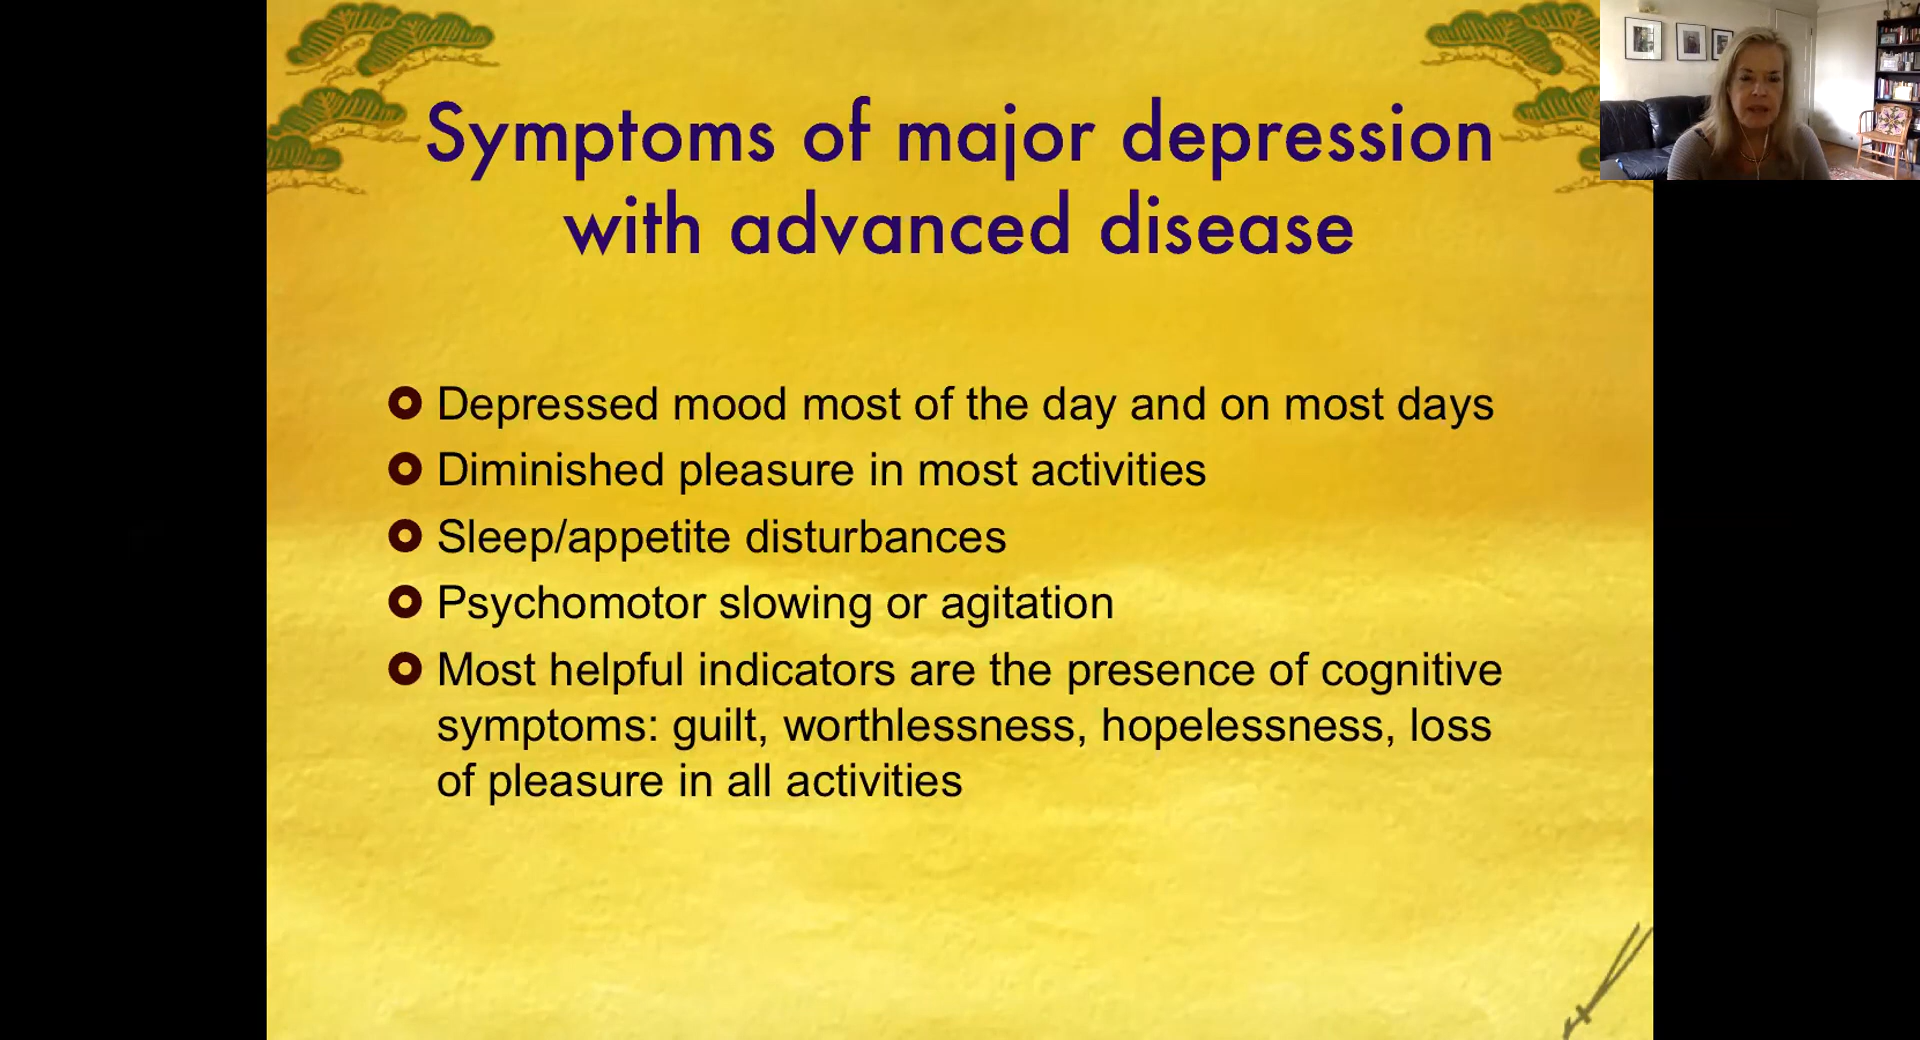 Symptoms of major depression
with advanced disease
Depressed mood most of the day and on most days
Diminished pleasure in most activities
Sleep/appetite disturbances
Psychomotor slowing or agitation
Most helpful indicators are the presence of cognitive
symptoms: guilt, worthlessness, hopelessness, loss
of pleasure in all activities